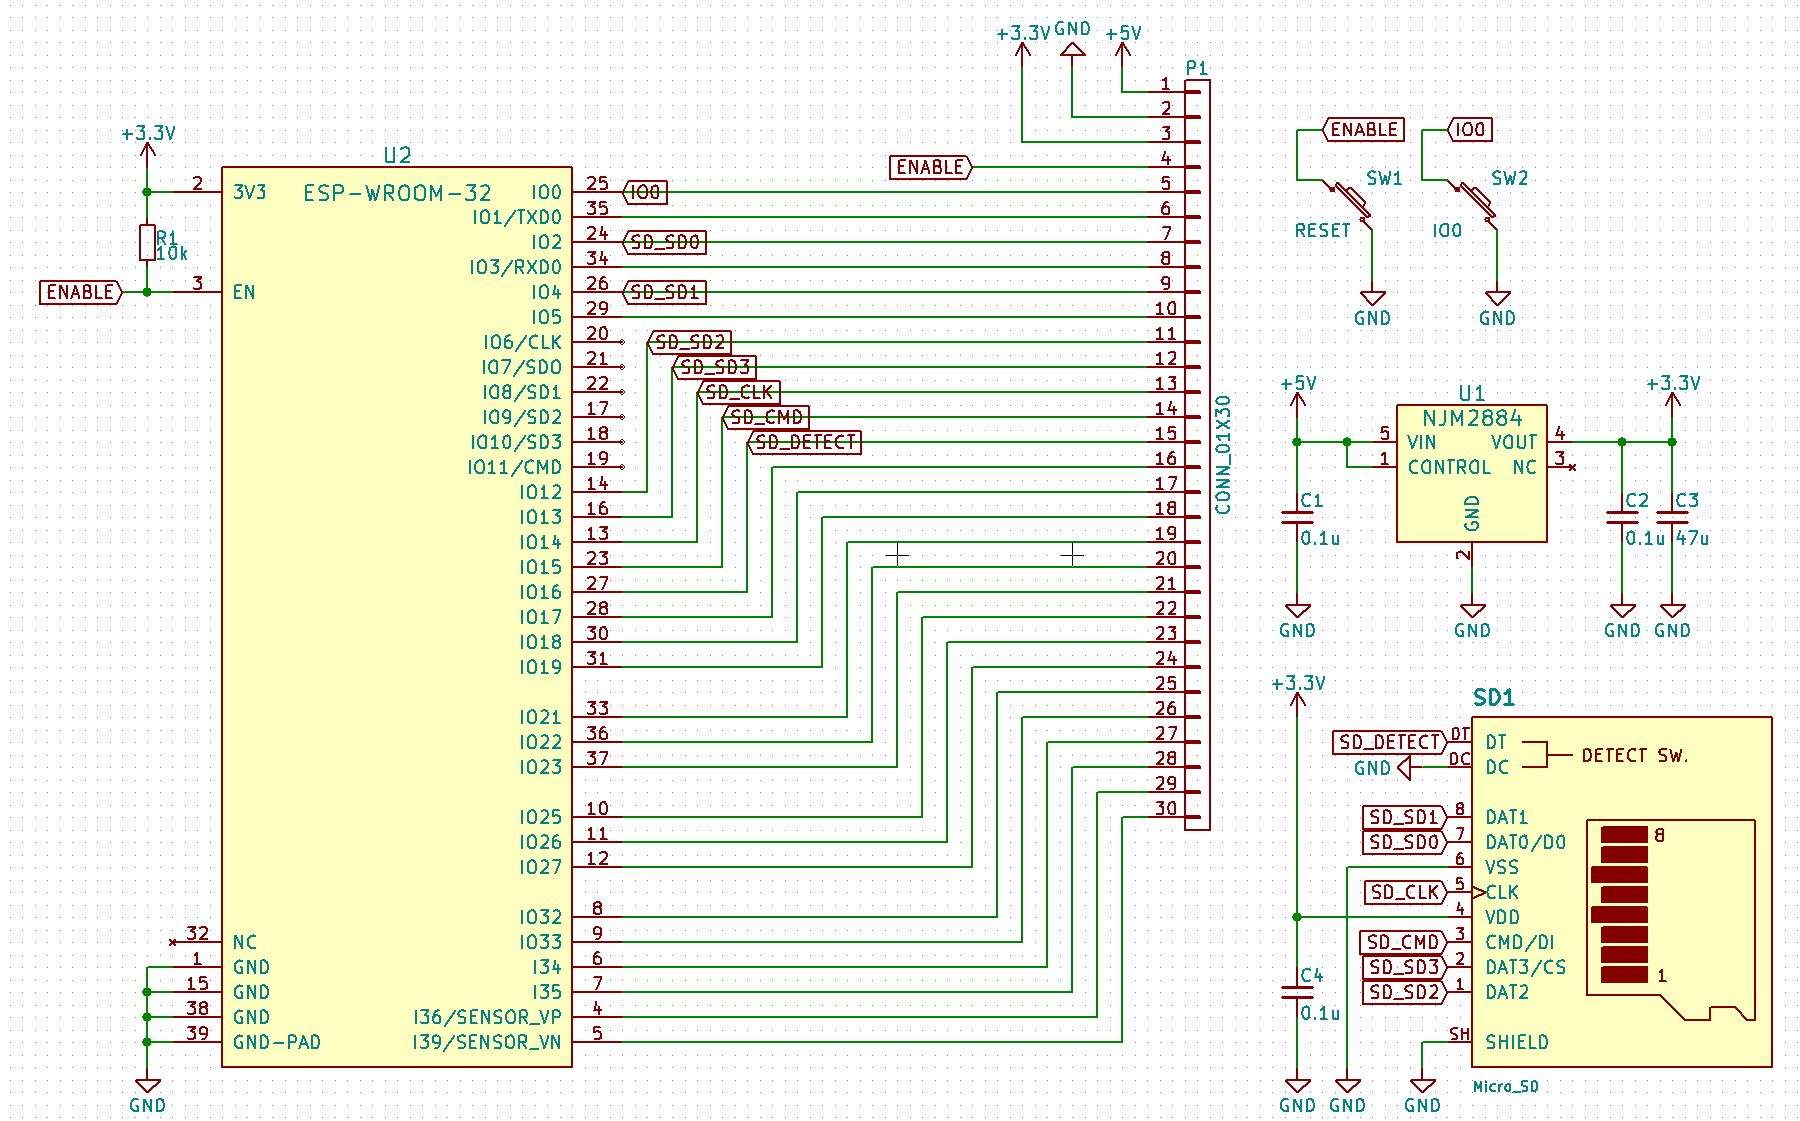 +3.3V
GND
+5V
P1
1
2
3
4
5
6
7
8
9
10
11
12
13
14
15
16
17
18
19
20
21
22
23
24
25
26
27
28
29
30
CONN_01X30
ENABLE
+3.3V
R1
10k
ENABLE
U2
ESP-WROOM-32
2 3V3
3 EN
32 NC
1 GND
15 GND
38 GND
39 GND-PAD
GND
IO0 25 IO0
IO1/TXD0 35
IO2 24 SD_SD0
IO3/RXD0 34
IO4 26 SD_SD1
IO5 29
IO6/CLK 20
IO7/SD0 21
IO8/SD1 22
IO9/SD2 17
IO10/SD3 18
IO11/CMD 19
IO12 14
IO13 16
IO14 13
IO15 23
IO16 27
IO17 28
IO18 30
IO19 31
IO21 33
IO22 36
IO23 37
IO25 10
IO26 11
IO27 12
IO32 8
IO33 9
I34 6
I35 7
I36/SENSOR_VP 4
I39/SENSOR_VN 5
SD_SD2
SD_SD3
SD_CLK
SD_CMD
SD_DETECT
ENABLE
SW1
RESET
GND
IO0
SW2
IO0
GND
+5V
U1
NJM2884
+3.3V
5 VIN VOUT 4
1 CONTROL NC 3
GND
2
C1
0.1u
C2
0.1u
C3
47u
GND
GND
GND
GND
+3.3V
SD1
SD_DETECT DT DT
GND DC DC
DETECT SW.
SD_SD1 8 DAT1
SD_SD0 7 DAT0/D0
6 VSS
SD_CLK 5 CLK
4 VDD
SD_CMD 3 CMD/DI
SD_SD3 2 DAT3/CS
SD_SD2 1 DAT2
SH SHIELD
8
1
C4
0.1u
GND
GND
GND
Micro_SD